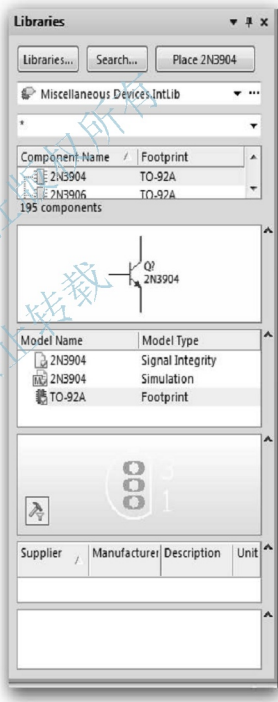 Libraries
Libraries... Search... Place 2N3904
Miscellaneous Devices.IntLib
*
Component Name / Footprint
2N3904 TO-92A
2N3906 TO-92A
195 components
Q?
2N3904
Model Name Model Type
2N3904 Signal Integrity
2N3904 Simulation
TO-92A Footprint
3
1
Supplier / Manufacturer Description Unit